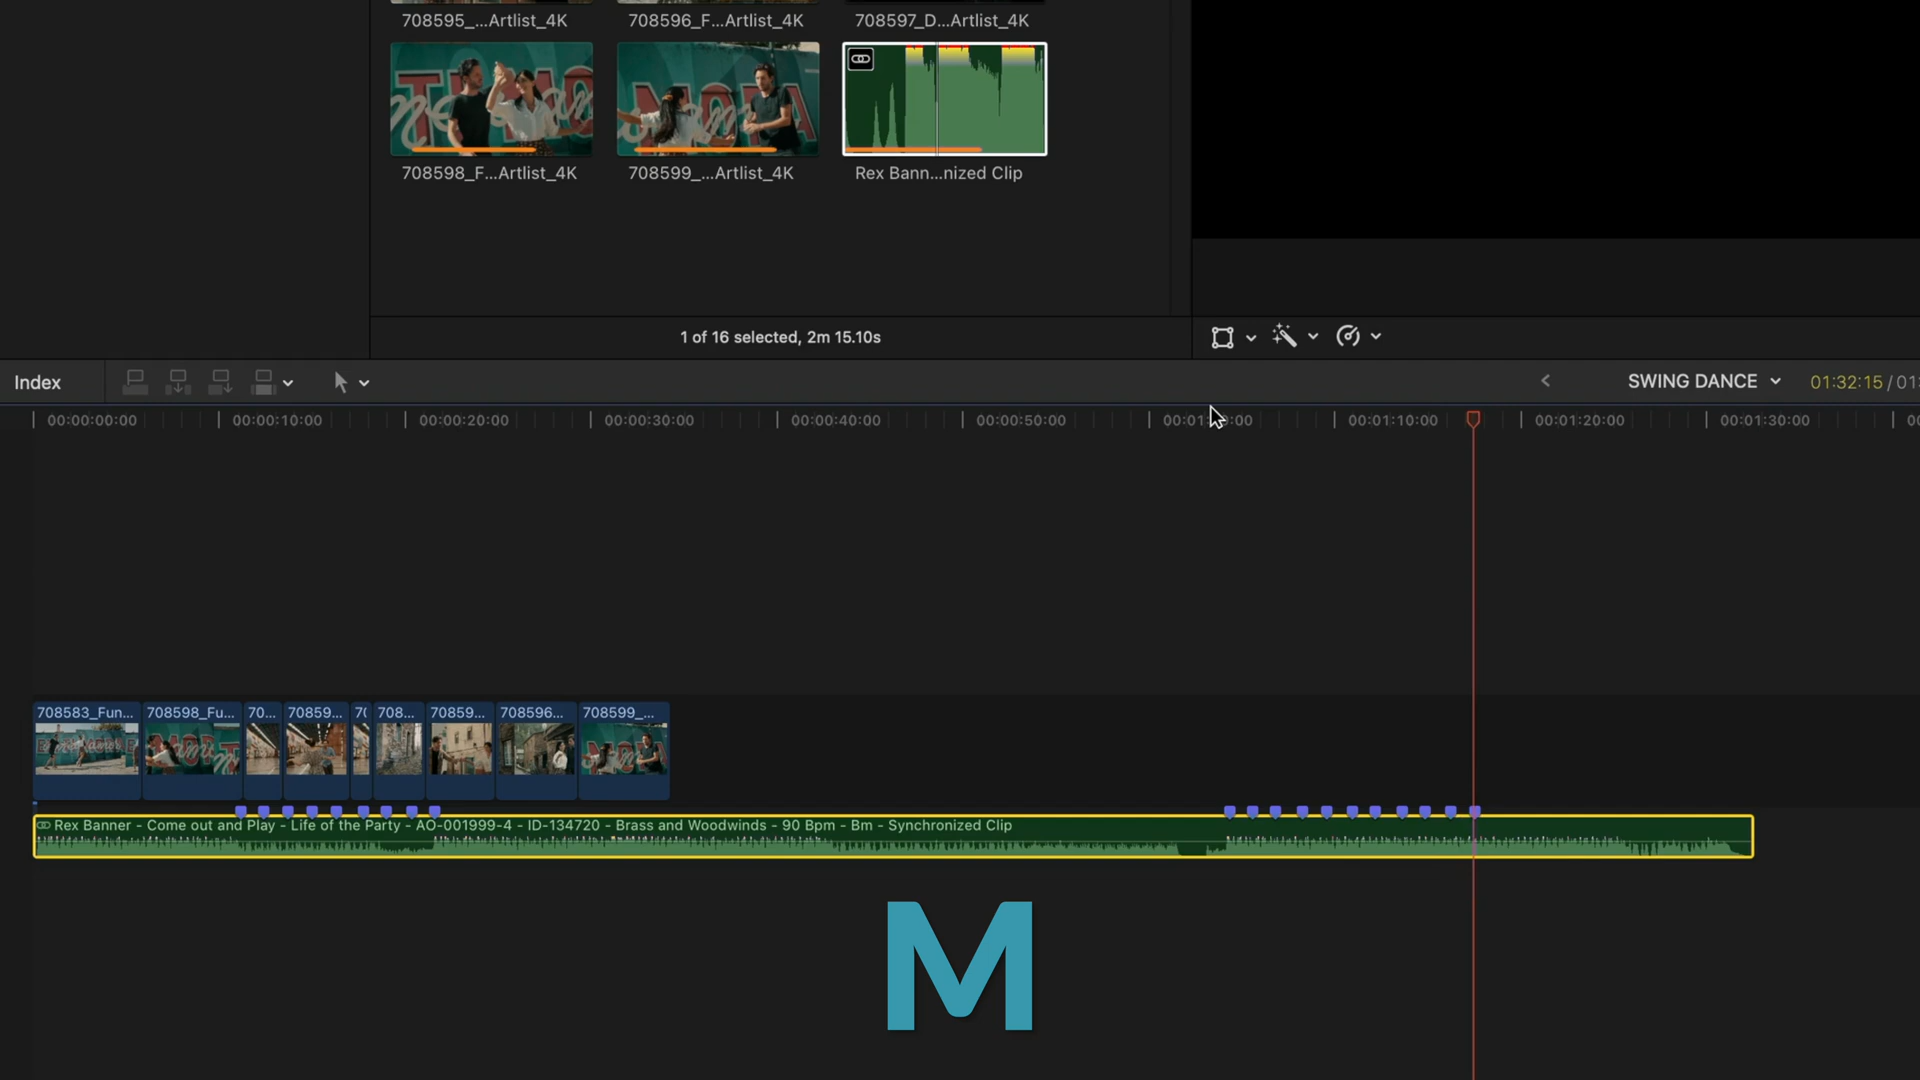 708595_...Artlist_4K
708596_F...Artlist_4K
708597_D...Artlist_4K
708598_F...Artlist_4K
708599_...Artlist_4K
Rex Bann...nized Clip
1 of 16 selected, 2m 15.10s
Index
SWING DANCE
01:32:15 / 01:
00:00:00:00
00:00:10:00
00:00:20:00
00:00:30:00
00:00:40:00
00:00:50:00
00:01:10:00
00:01:20:00
00:01:30:00
708583_Fun...
708598_Fu...
70...
70859...
70
708...
70859...
708596...
708599_...
Rex Banner - Come out and Play - Life of the Party - AO-001999-4 - ID-134720 - Brass and Woodwinds - 90 Bpm - Bm - Synchronized Clip
M